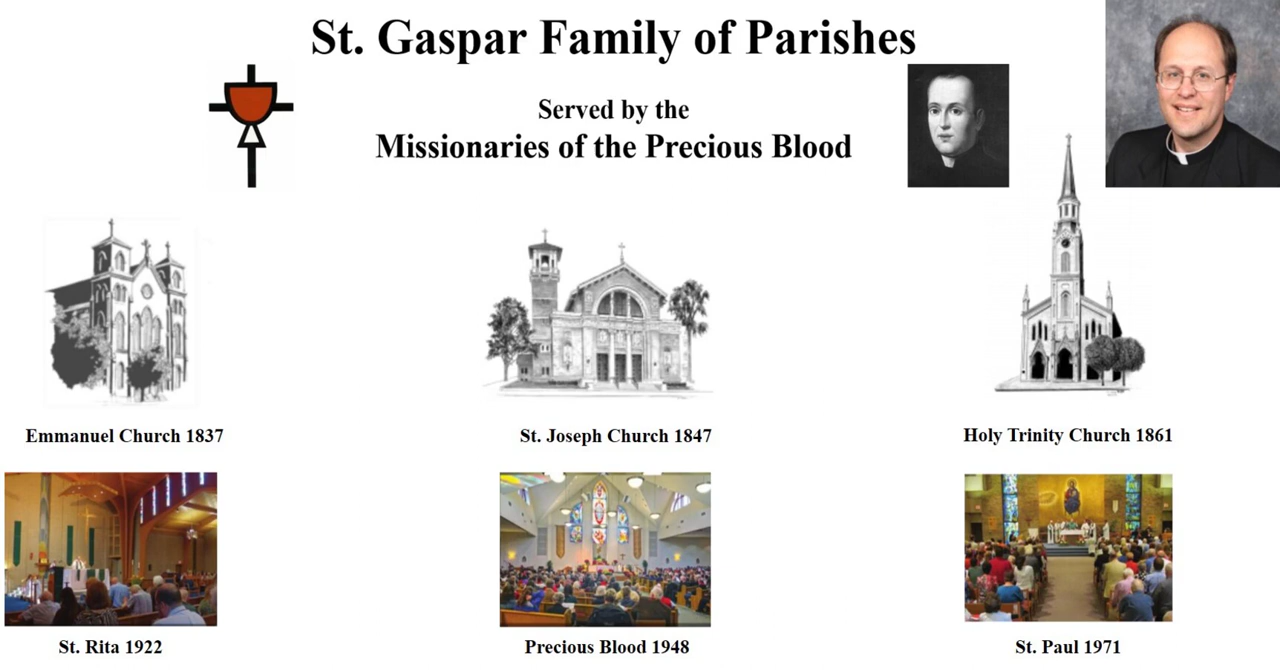 St. Gaspar Family of Parishes
Served by the
Missionaries of the Precious Blood
Emmanuel Church 1837
St. Joseph Church 1847
Holy Trinity Church 1861
St. Rita 1922
Precious Blood 1948
St. Paul 1971